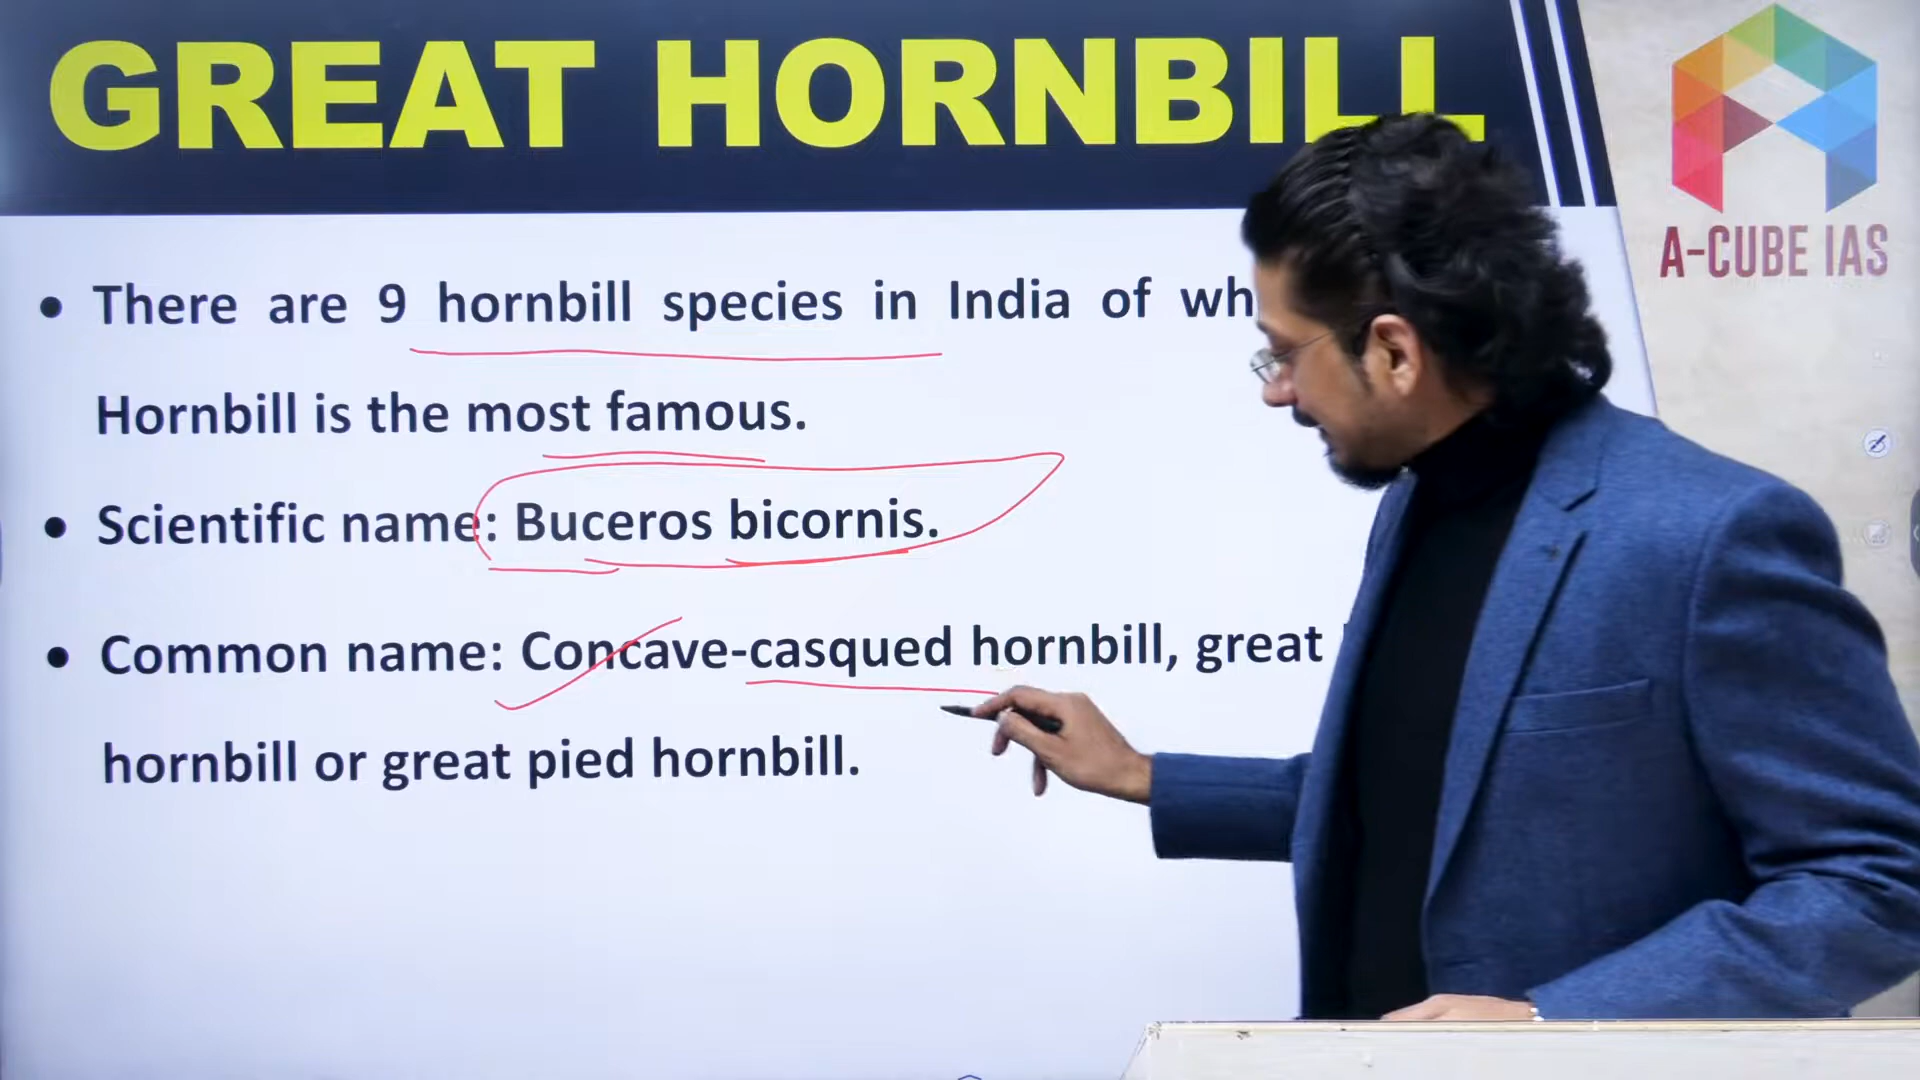 GREAT HORNBILL
A-CUBE IAS
• There are 9 hornbill species in India of
Hornbill is the most famous.
• Scientific name: Buceros bicornis.
• Common name: Concave-casqued hornbill, great
hornbill or great pied hornbill.